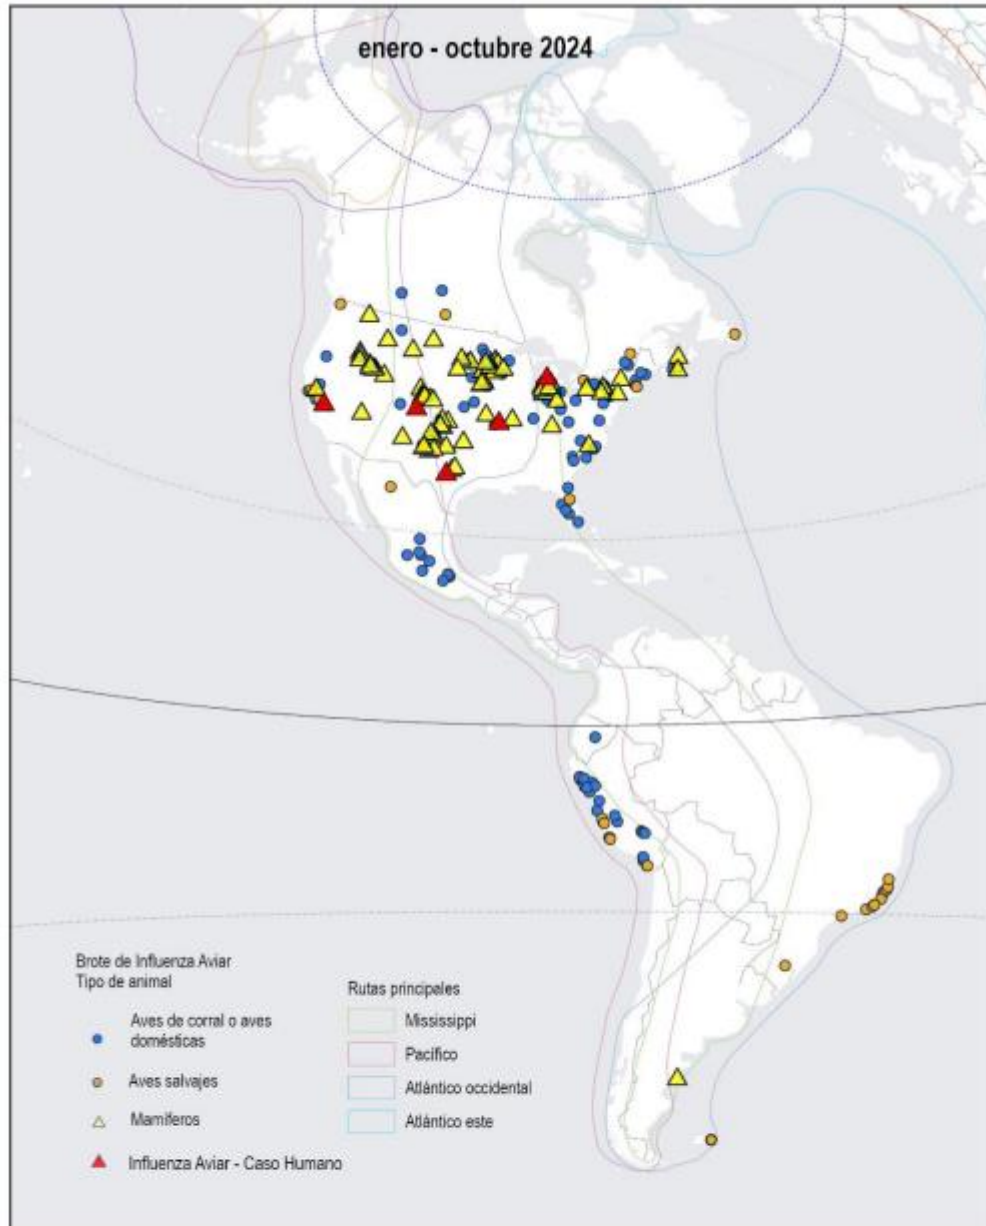 enero - octubre 2024
Brote de Influenza Aviar
Tipo de animal
Aves de corral o aves
domésticas
Aves salvajes
Mamíferos
Influenza Aviar - Caso Humano
Rutas principales
Mississippi
Pacífico
Atlántico occidental
Atlántico este